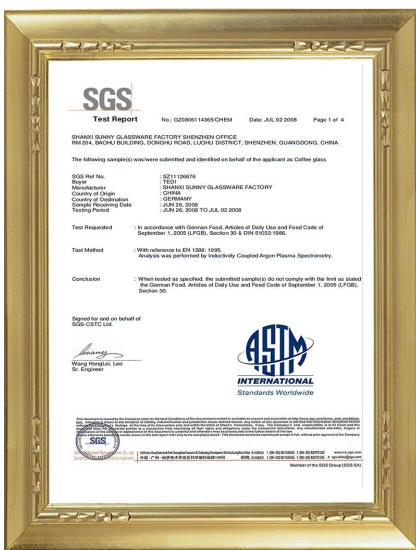 SGS
Test Report No.: GZ0806114365/CHEM Date: JUL 02 2008 Page 1 of 4
SHANXI SUNNY GLASSWARE FACTORY SHENZHEN OFFICE
RM 204, BAOHU BUILDING, DONGHU ROAD, LUOHU DISTRICT, SHENZHEN, GUANGDONG, CHINA
The following sample(s) was/were submitted and identified on behalf of the applicant as Coffee glass
SGS Ref No. : SZ11126876
Buyer : TEDI
Manufacturer : SHANXI SUNNY GLASSWARE FACTORY
Country of Origin : CHINA
Country of Destination : GERMANY
Sample Receiving Date : JUN 26, 2008
Testing Period : JUN 26, 2008 TO JUL 02 2008
Test Requested : In accordance with German Food, Articles of Daily Use and Feed Code of
September 1, 2005 (LFGB), Section 30 & DIN 51032:1986.
Test Method : With reference to EN 1388: 1995.
Analysis was performed by Inductively Coupled Argon Plasma Spectrometry.
Conclusion : When tested as specified, the submitted sample(s) do not comply with the limit as stated
the German Food, Articles of Daily Use and Feed Code of September 1, 2005 (LFGB),
Section 30.
Signed for and on behalf of
SGS-CSTC Ltd.
Wang HongLei, Leo
Sr. Engineer
ASTM
INTERNATIONAL
Standards Worldwide
SGS
Member of the SGS Group (SGS SA)